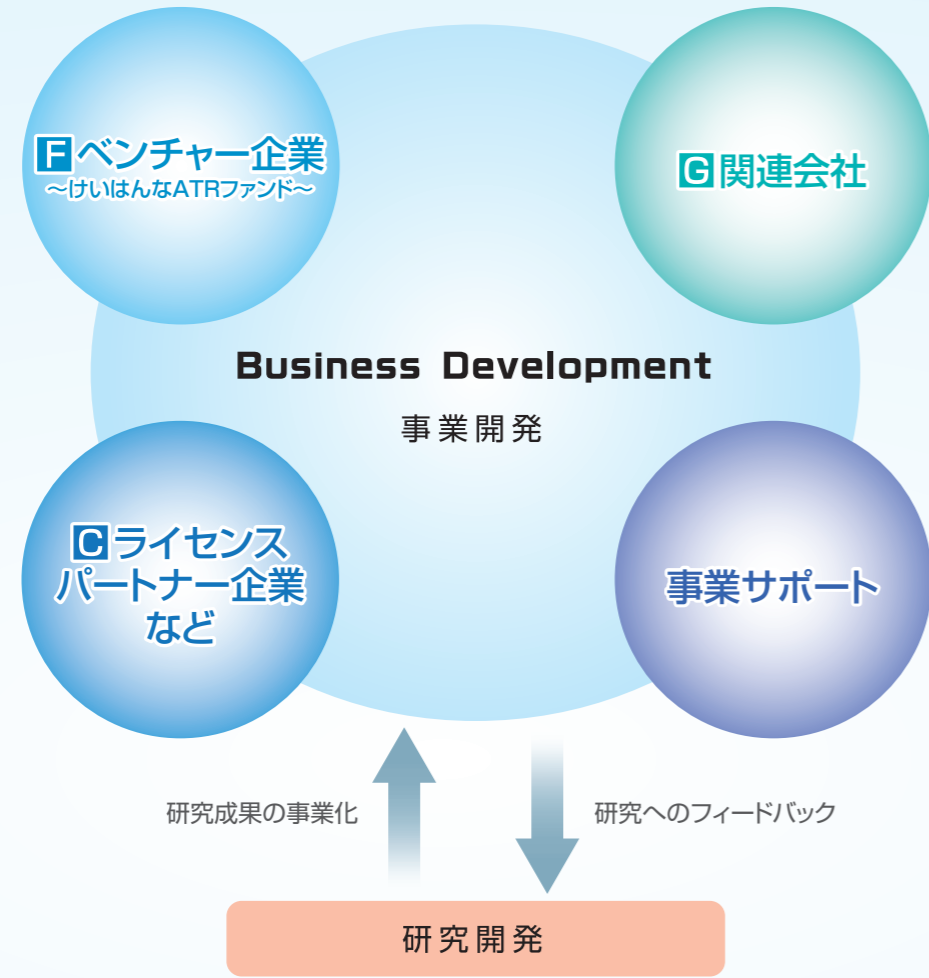 F ベンチャー企業
~けいはんなATRファンド~
G 関連会社
Business Development
事業開発
C ライセンス
パートナー企業
など
事業サポート
研究成果の事業化
研究へのフィードバック
研究開発